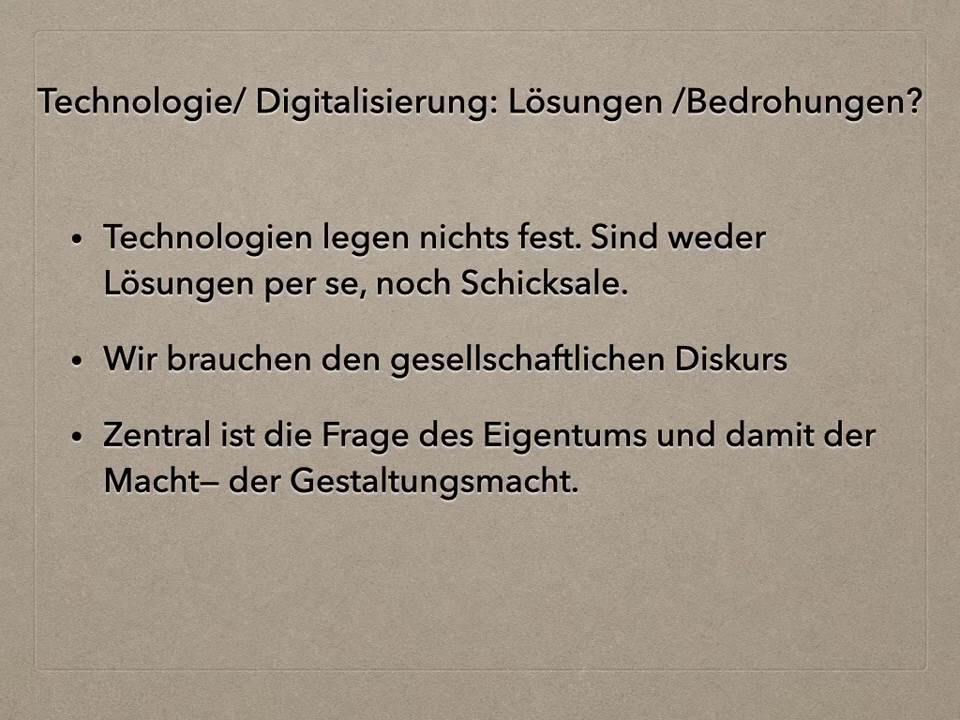 Technologie/ Digitalisierung: Lösungen /Bedrohungen?
• Technologien legen nichts fest. Sind weder
Lösungen per se, noch Schicksale.
• Wir brauchen den gesellschaftlichen Diskurs
• Zentral ist die Frage des Eigentums und damit der
Macht— der Gestaltungsmacht.